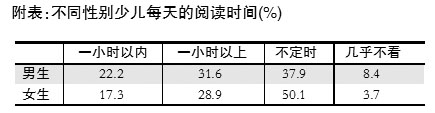 附表:不同性别少儿每天的阅读时间(%)
一小时以内 一小时以上 不定时 几乎不看
男生 22.2 31.6 37.9 8.4
女生 17.3 28.9 50.1 3.7